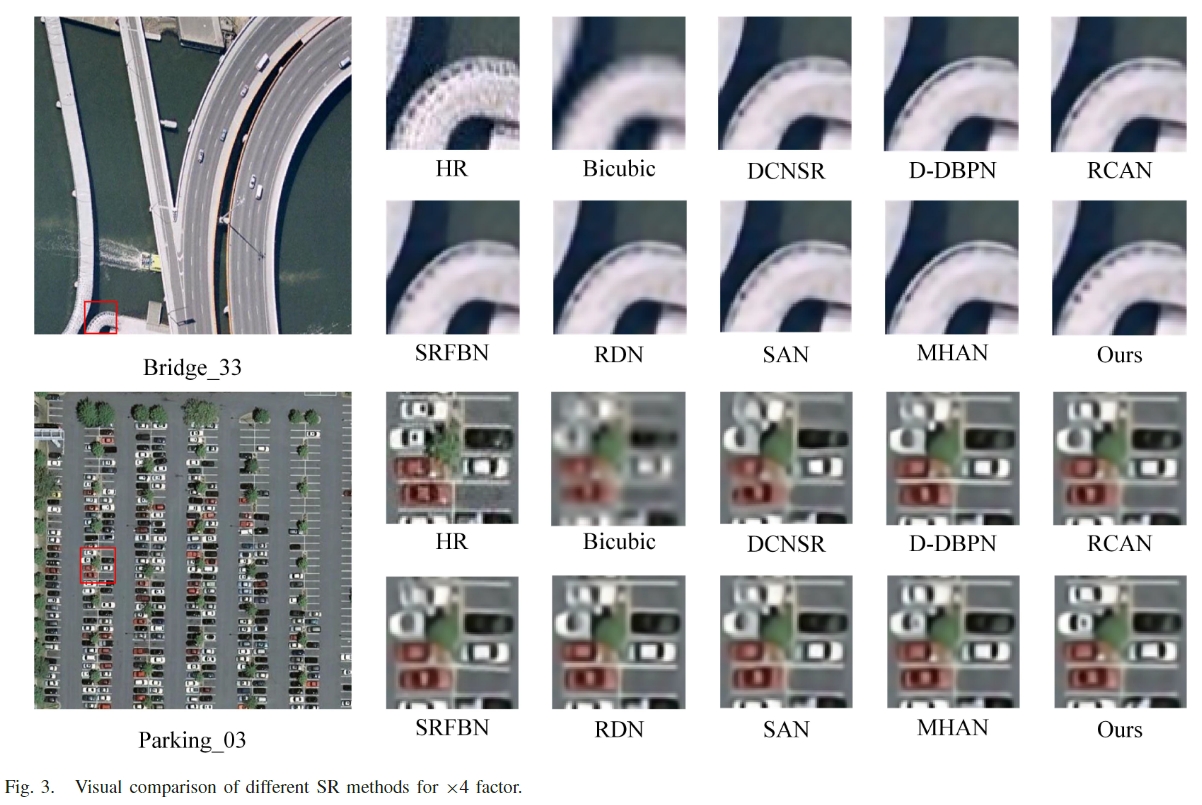 HR Bicubic DCNSR D-DBPN RCAN
SRFBN RDN SAN MHAN Ours
Bridge_33
HR Bicubic DCNSR D-DBPN RCAN
SRFBN RDN SAN MHAN Ours
Parking_03
Fig. 3. Visual comparison of different SR methods for ×4 factor.